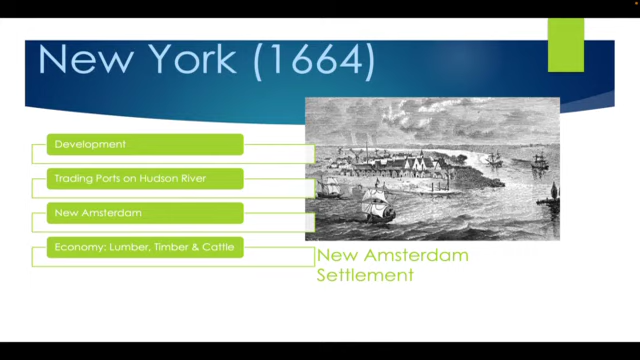 New York (1664)
Development
Trading Ports on Hudson River
New Amsterdam
Economy: Lumber, Timber & Cattle
New Amsterdam
Settlement